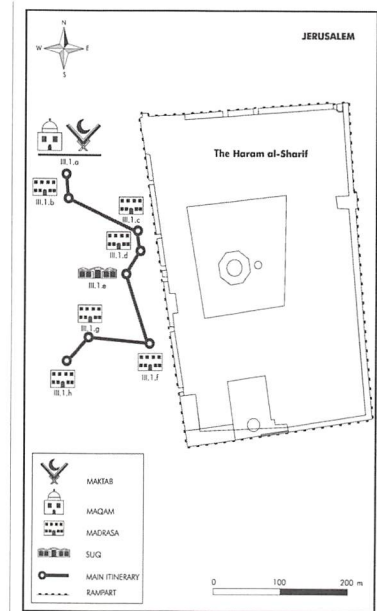 N
JERUSALEM
W
E
S
The Haram al-Sharif
III.1.a
III.1.b
III.1.c
III.1.d
III.1.e
III.1.g
III.1.f
III.1.h
MAKTAB
MAQAM
MADRASA
SUQ
MAIN ITINERARY
RAMPART
0 100 200 m